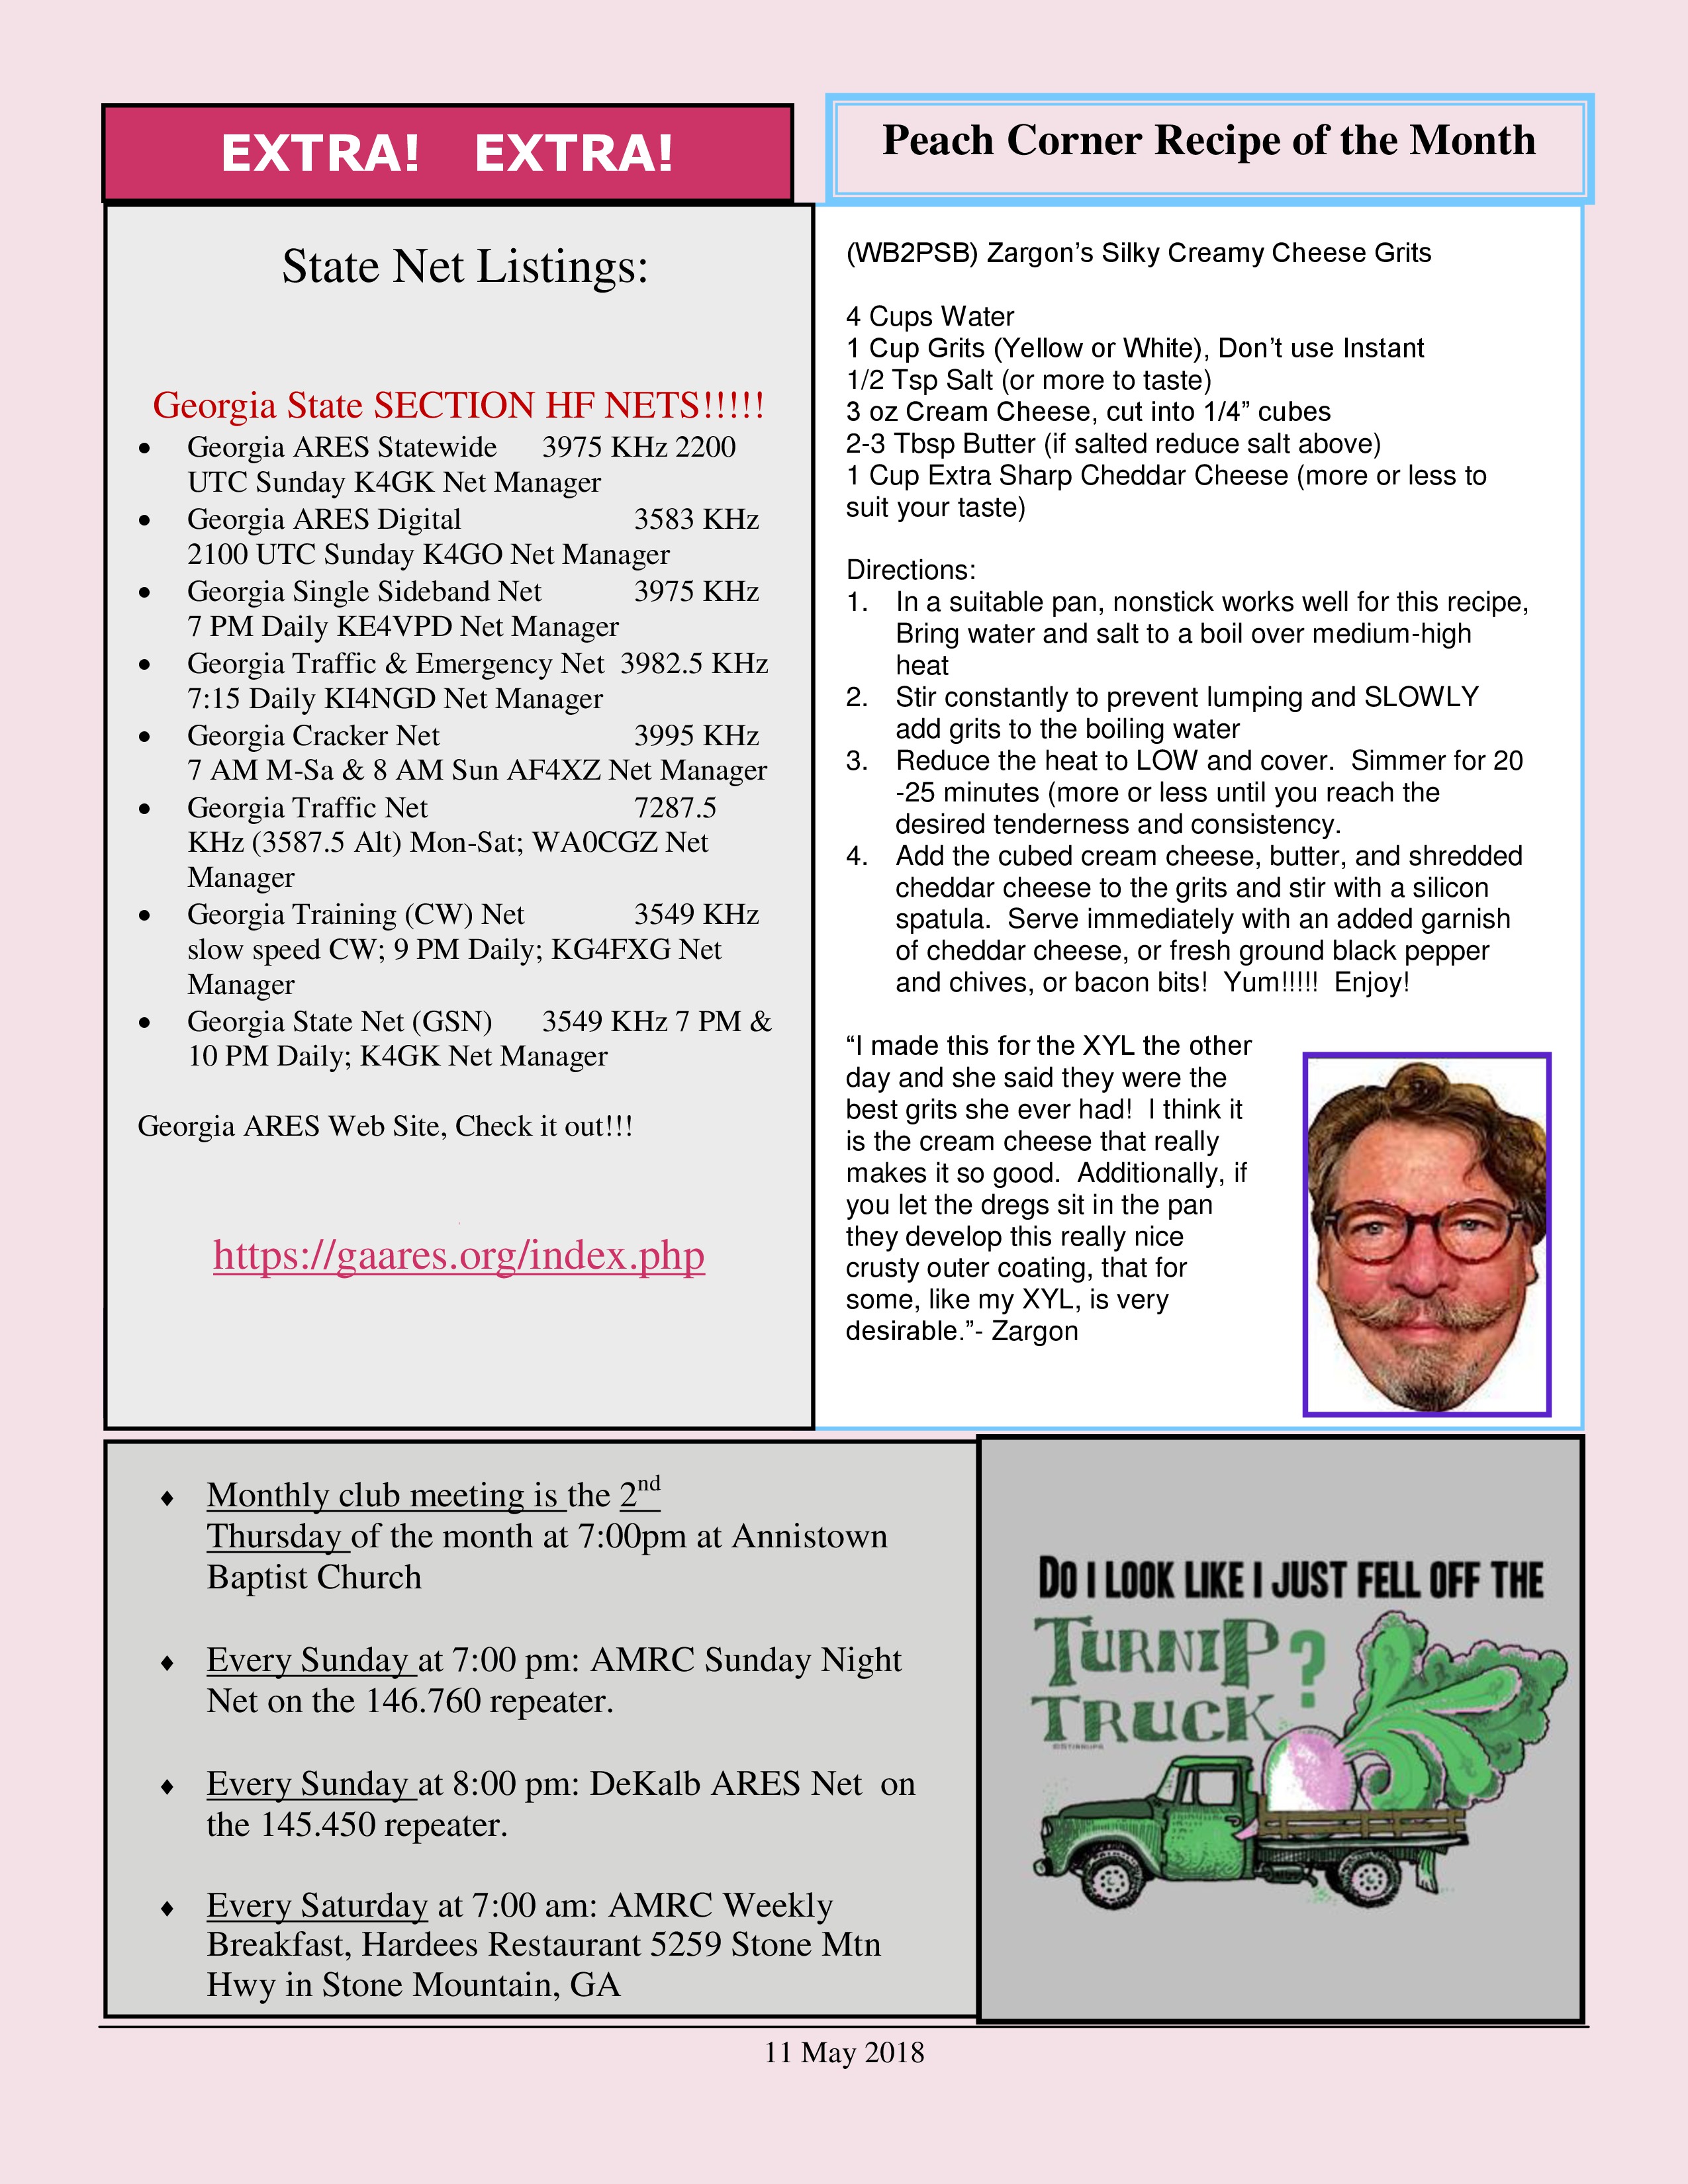 EXTRA! EXTRA!
State Net Listings:
Georgia State SECTION HF NETS!!!!!
• Georgia ARES Statewide 3975 KHz 2200
UTC Sunday K4GK Net Manager
• Georgia ARES Digital 3583 KHz
2100 UTC Sunday K4GO Net Manager
• Georgia Single Sideband Net 3975 KHz
7 PM Daily KE4VPD Net Manager
• Georgia Traffic & Emergency Net 3982.5 KHz
7:15 Daily KI4NGD Net Manager
• Georgia Cracker Net 3995 KHz
7 AM M-Sa & 8 AM Sun AF4XZ Net Manager
• Georgia Traffic Net 7287.5
KHz (3587.5 Alt) Mon-Sat; WA0CGZ Net
Manager
• Georgia Training (CW) Net 3549 KHz
slow speed CW; 9 PM Daily; KG4FXG Net
Manager
• Georgia State Net (GSN) 3549 KHz 7 PM &
10 PM Daily; K4GK Net Manager
Georgia ARES Web Site, Check it out!!!
https://gaares.org/index.php
Peach Corner Recipe of the Month
(WB2PSB) Zargon’s Silky Creamy Cheese Grits
4 Cups Water
1 Cup Grits (Yellow or White), Don’t use Instant
1/2 Tsp Salt (or more to taste)
3 oz Cream Cheese, cut into 1/4” cubes
2-3 Tbsp Butter (if salted reduce salt above)
1 Cup Extra Sharp Cheddar Cheese (more or less to
suit your taste)
Directions:
1. In a suitable pan, nonstick works well for this recipe,
Bring water and salt to a boil over medium-high
heat
2. Stir constantly to prevent lumping and SLOWLY
add grits to the boiling water
3. Reduce the heat to LOW and cover. Simmer for 20
-25 minutes (more or less until you reach the
desired tenderness and consistency.
4. Add the cubed cream cheese, butter, and shredded
cheddar cheese to the grits and stir with a silicon
spatula. Serve immediately with an added garnish
of cheddar cheese, or fresh ground black pepper
and chives, or bacon bits! Yum!!!!! Enjoy!
“I made this for the XYL the other
day and she said they were the
best grits she ever had! I think it
is the cream cheese that really
makes it so good. Additionally, if
you let the dregs sit in the pan
they develop this really nice
crusty outer coating, that for
some, like my XYL, is very
desirable.”- Zargon
♦ Monthly club meeting is the 2nd
Thursday of the month at 7:00pm at Annistown
Baptist Church
♦ Every Sunday at 7:00 pm: AMRC Sunday Night
Net on the 146.760 repeater.
♦ Every Sunday at 8:00 pm: DeKalb ARES Net on
the 145.450 repeater.
♦ Every Saturday at 7:00 am: AMRC Weekly
Breakfast, Hardees Restaurant 5259 Stone Mtn
Hwy in Stone Mountain, GA
DO I LOOK LIKE I JUST FELL OFF THE
TURNIP
TRUCK?
11 May 2018